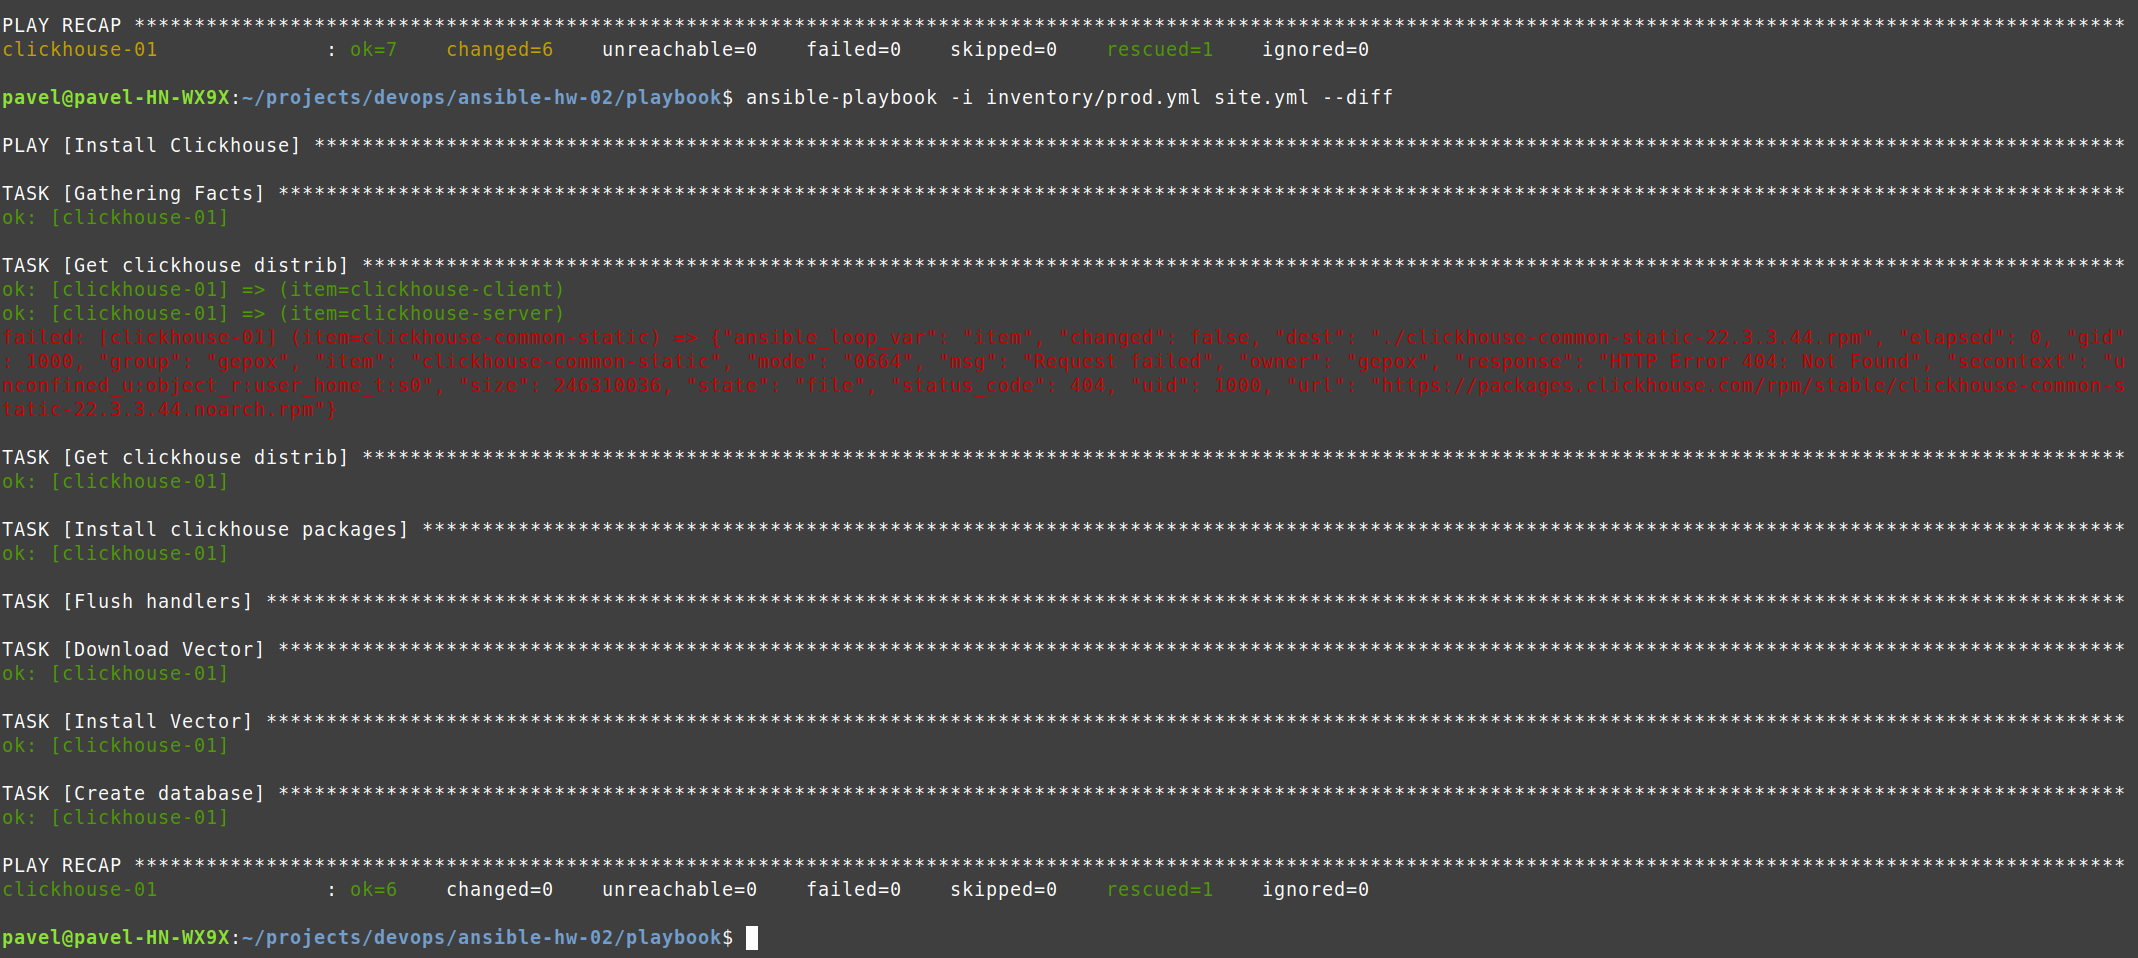 PLAY RECAP **********************************************************************************************************************************************************************
clickhouse-01              : ok=7    changed=6    unreachable=0    failed=0    skipped=0    rescued=1    ignored=0
pavel@pavel-HN-WX9X:~/projects/devops/ansible-hw-02/playbook$ ansible-playbook -i inventory/prod.yml site.yml --diff
PLAY [Install Clickhouse] *******************************************************************************************************************************************************
TASK [Gathering Facts] **********************************************************************************************************************************************************
ok: [clickhouse-01]
TASK [Get clickhouse distrib] ***************************************************************************************************************************************************
ok: [clickhouse-01] => (item=clickhouse-client)
ok: [clickhouse-01] => (item=clickhouse-server)
failed: [clickhouse-01] (item=clickhouse-common-static) => {"ansible_loop_var": "item", "changed": false, "dest": "./clickhouse-common-static-22.3.3.44.rpm", "elapsed": 0, "gid"
: 1000, "group": "gepox", "item": "clickhouse-common-static", "mode": "0664", "msg": "Request failed", "owner": "gepox", "response": "HTTP Error 404: Not Found", "secontext": "u
nconfined_u:object_r:user_home_t:s0", "size": 246310036, "state": "file", "status_code": 404, "uid": 1000, "url": "https://packages.clickhouse.com/rpm/stable/clickhouse-common-s
tatic-22.3.3.44.noarch.rpm"}
TASK [Get clickhouse distrib] ***************************************************************************************************************************************************
ok: [clickhouse-01]
TASK [Install clickhouse packages] **********************************************************************************************************************************************
ok: [clickhouse-01]
TASK [Flush handlers] ***********************************************************************************************************************************************************
TASK [Download Vector] **********************************************************************************************************************************************************
ok: [clickhouse-01]
TASK [Install Vector] ***********************************************************************************************************************************************************
ok: [clickhouse-01]
TASK [Create database] **********************************************************************************************************************************************************
ok: [clickhouse-01]
PLAY RECAP **********************************************************************************************************************************************************************
clickhouse-01              : ok=6    changed=0    unreachable=0    failed=0    skipped=0    rescued=1    ignored=0
pavel@pavel-HN-WX9X:~/projects/devops/ansible-hw-02/playbook$